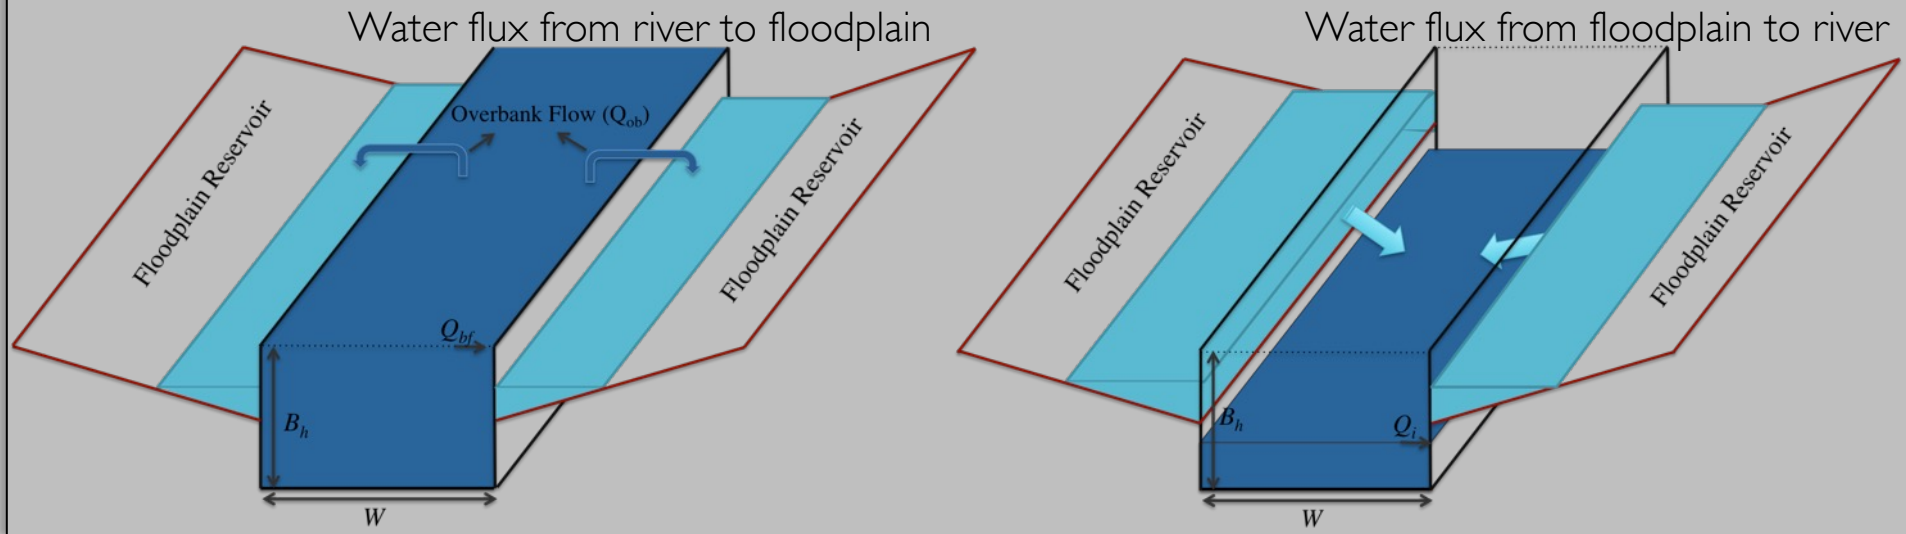 Water flux from river to floodplain
Floodplain Reservoir
Overbank Flow (Qob)
Floodplain Reservoir
Qbf
Bh
W
Water flux from floodplain to river
Floodplain Reservoir
Floodplain Reservoir
Bh
Qi
W